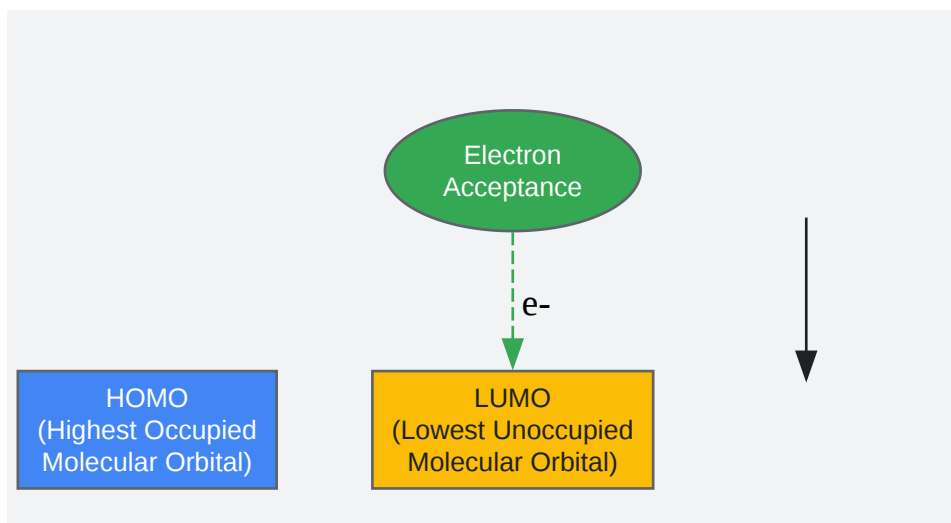 Electron
Acceptance
e-
HOMO
(Highest Occupied
Molecular Orbital)
LUMO
(Lowest Unoccupied
Molecular Orbital)